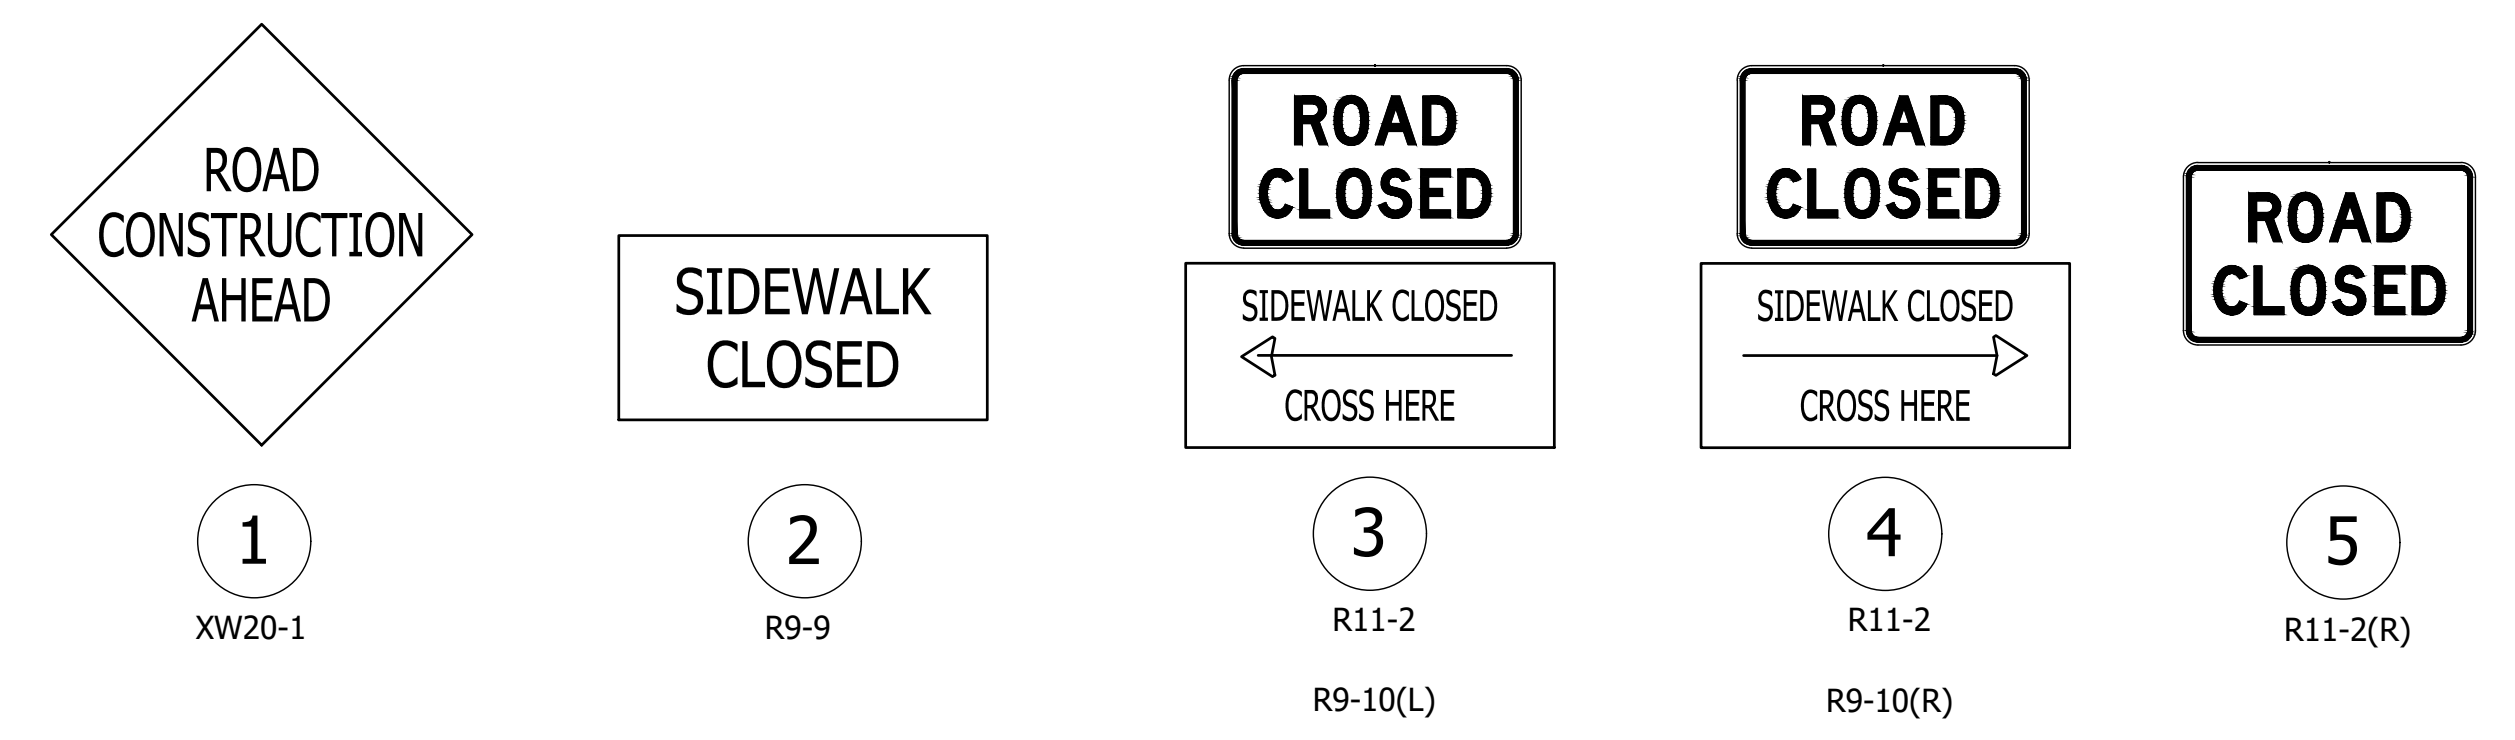 ROAD
CONSTRUCTION
AHEAD
1
XW20-1
SIDEWALK
CLOSED
2
R9-9
ROAD
CLOSED
SIDEWALK CLOSED
CROSS HERE
3
R11-2
R9-10(L)
ROAD
CLOSED
SIDEWALK CLOSED
CROSS HERE
4
R11-2
R9-10(R)
ROAD
CLOSED
5
R11-2(R)